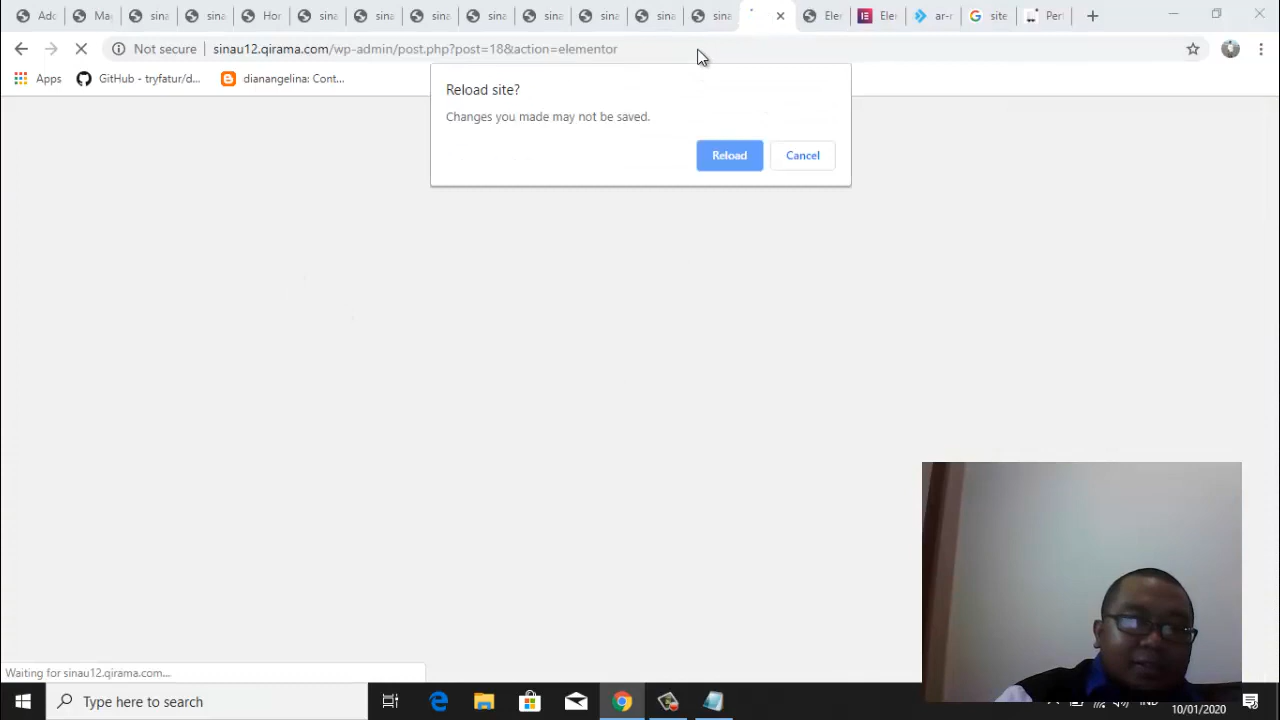 Adc
Ma
sina
sina
Hor
sina
sina
sina
sina
sina
sina
sina
sina
Ele
Ele
ar-r
site
Per
Not secure
sinau12.qirama.com/wp-admin/post.php?post=18&action=elementor
Apps
GitHub - tryfatur/d...
dianangelina: Cont...
Reload site?
Changes you made may not be saved.
Reload
Cancel
Waiting for sinau12.qirama.com...
Type here to search
IND
10/01/2020